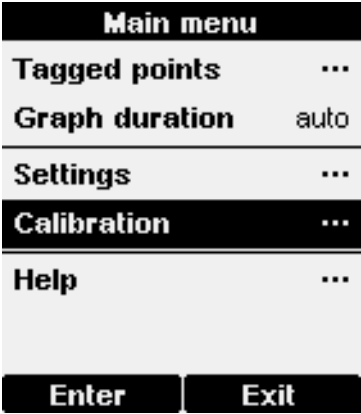 Main menu
Tagged points ...
Graph duration auto
Settings ...
Calibration ...
Help ...
Enter Exit